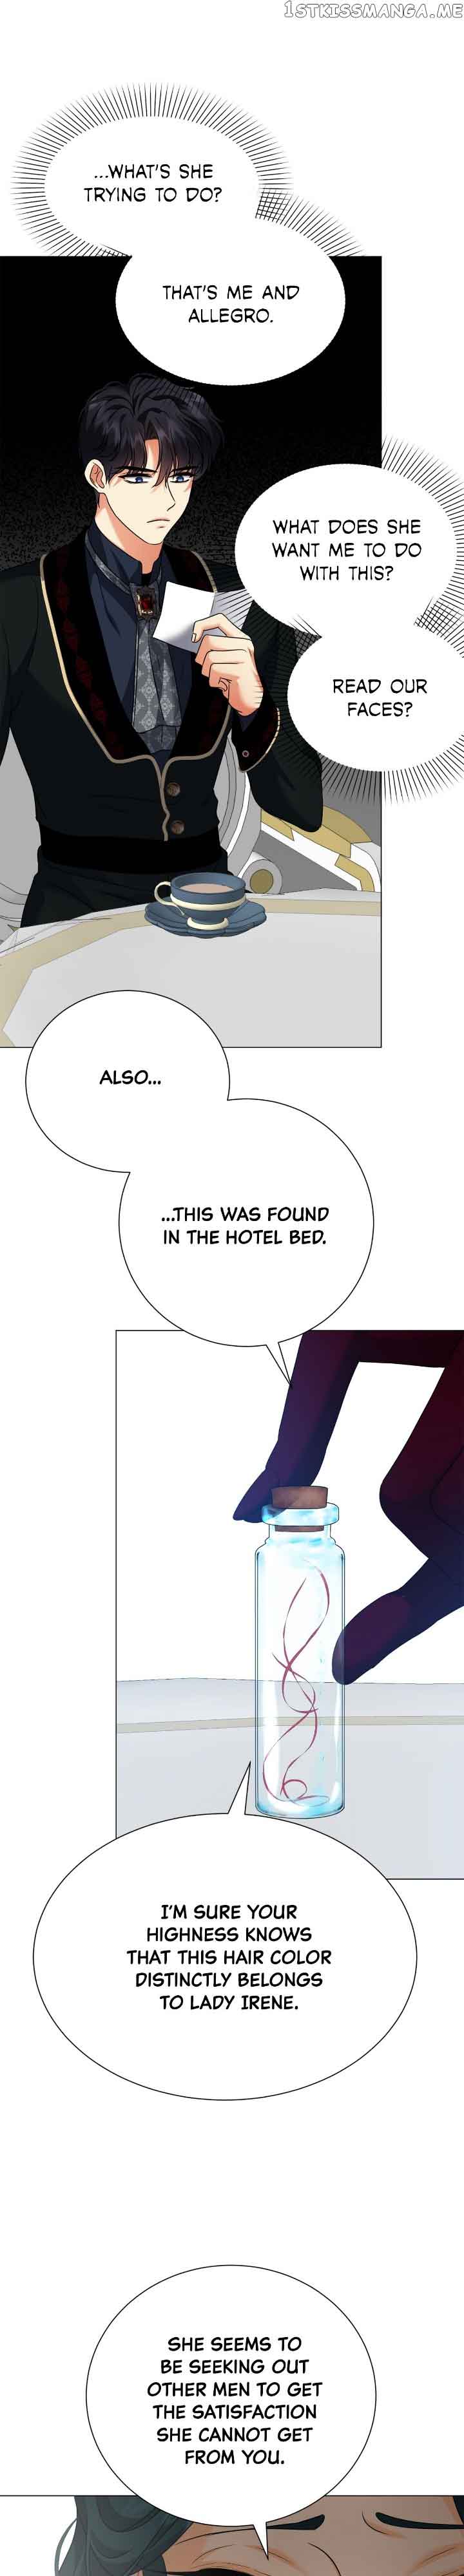 1STKISSMANGA.ME
...WHAT'S SHE
TRYING TO DO?
THAT'S ME AND
ALLEGRO.
WHAT DOES SHE
WANT ME TO DO
WITH THIS?
READ OUR
FACES?
ALSO...
...THIS WAS FOUND
IN THE HOTEL BED.
I'M SURE YOUR
HIGHNESS KNOWS
THAT THIS HAIR COLOR
DISTINCTLY BELONGS
TO LADY IRENE.
SHE SEEMS TO
BE SEEKING OUT
OTHER MEN TO GET
THE SATISFACTION
SHE CANNOT GET
FROM YOU.